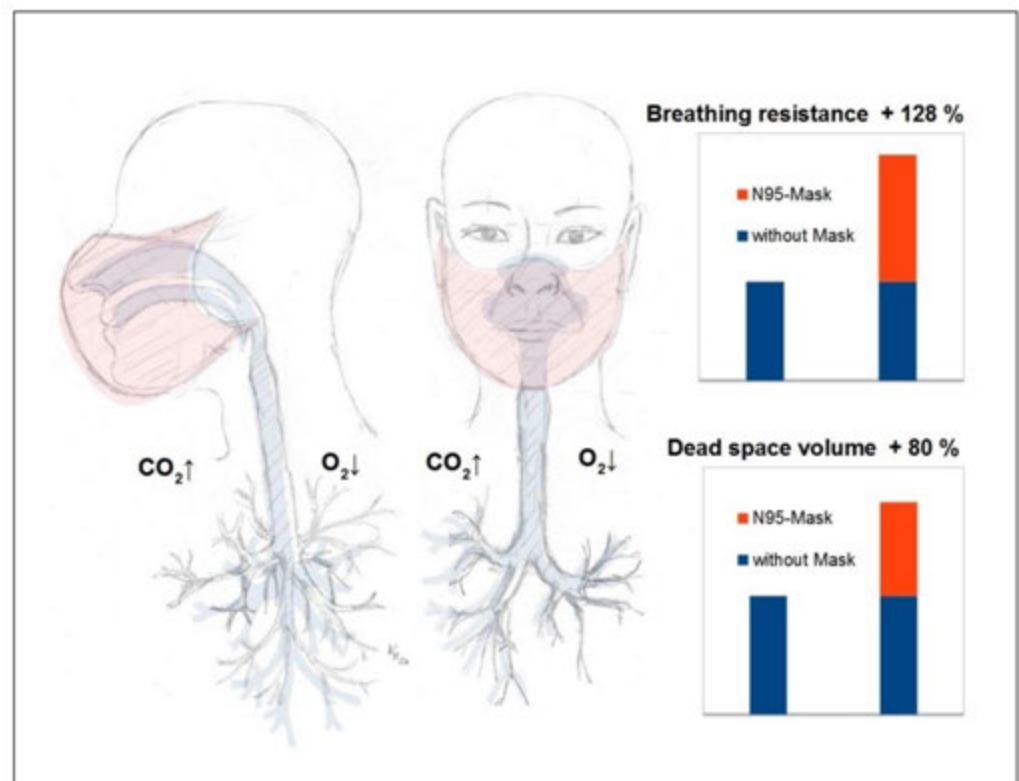 Breathing resistance + 128 %
N95-Mask
without Mask
CO₂↑
O₂↓
CO₂↑
O₂↓
Dead space volume + 80 %
N95-Mask
without Mask